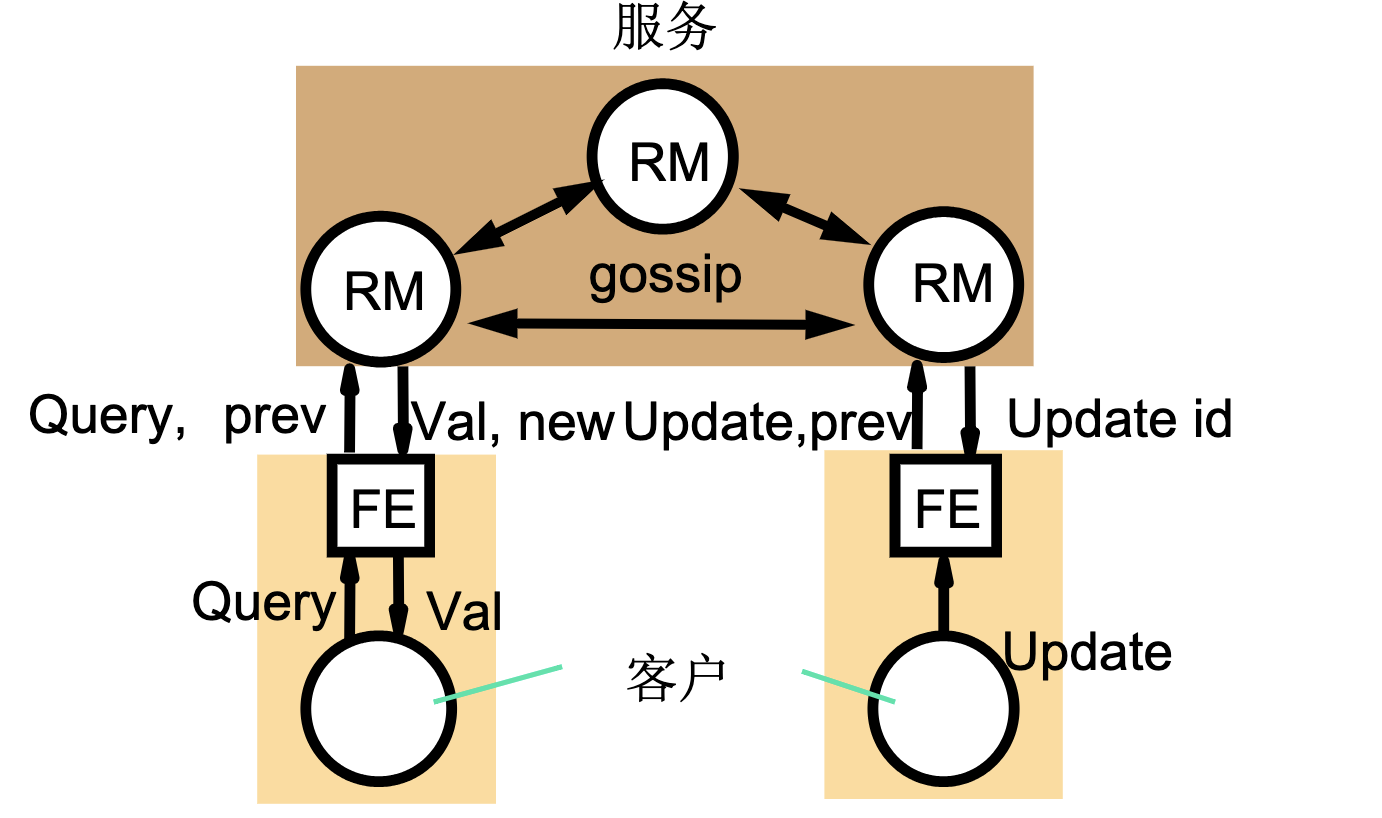 服务
RM
RM
RM
gossip
Query, prev
Val, new
Update,prev
Update id
FE
FE
Query
Val
客户
Update